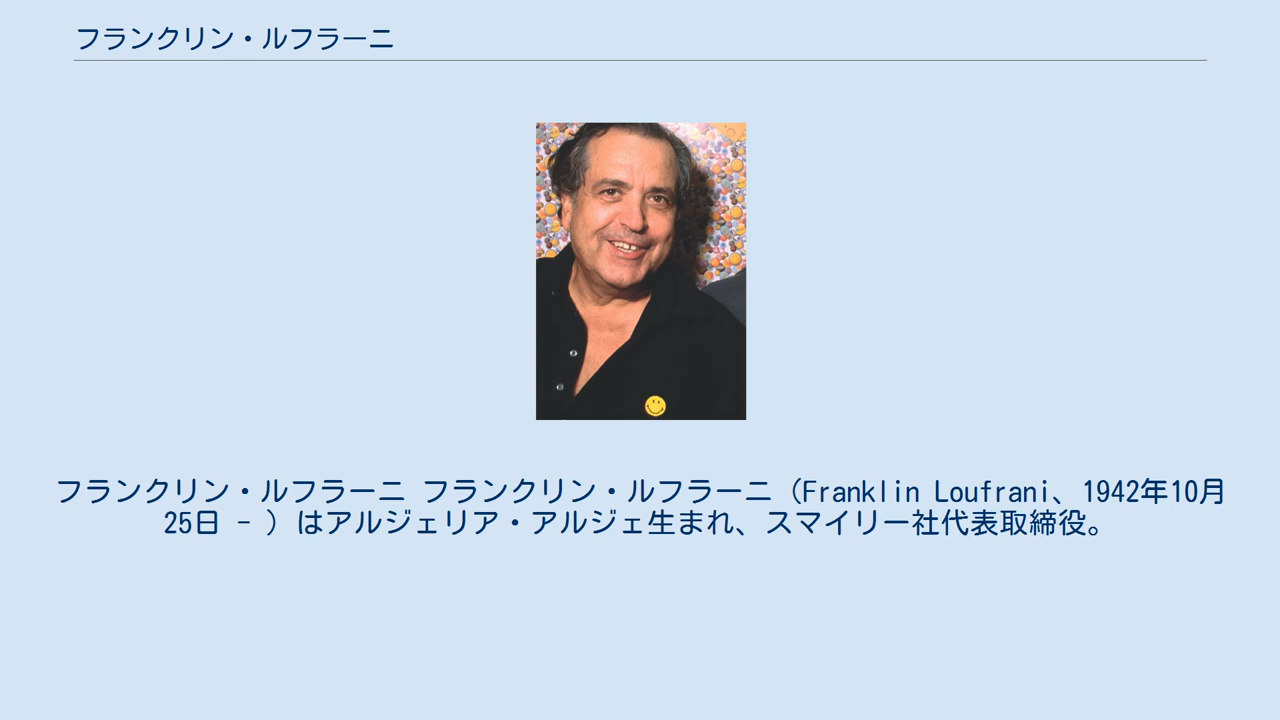 フランクリン・ルフラーニ
フランクリン・ルフラーニ フランクリン・ルフラーニ（Franklin Loufrani、1942年10月
25日 - ）はアルジェリア・アルジェ生まれ、スマイリー社代表取締役。